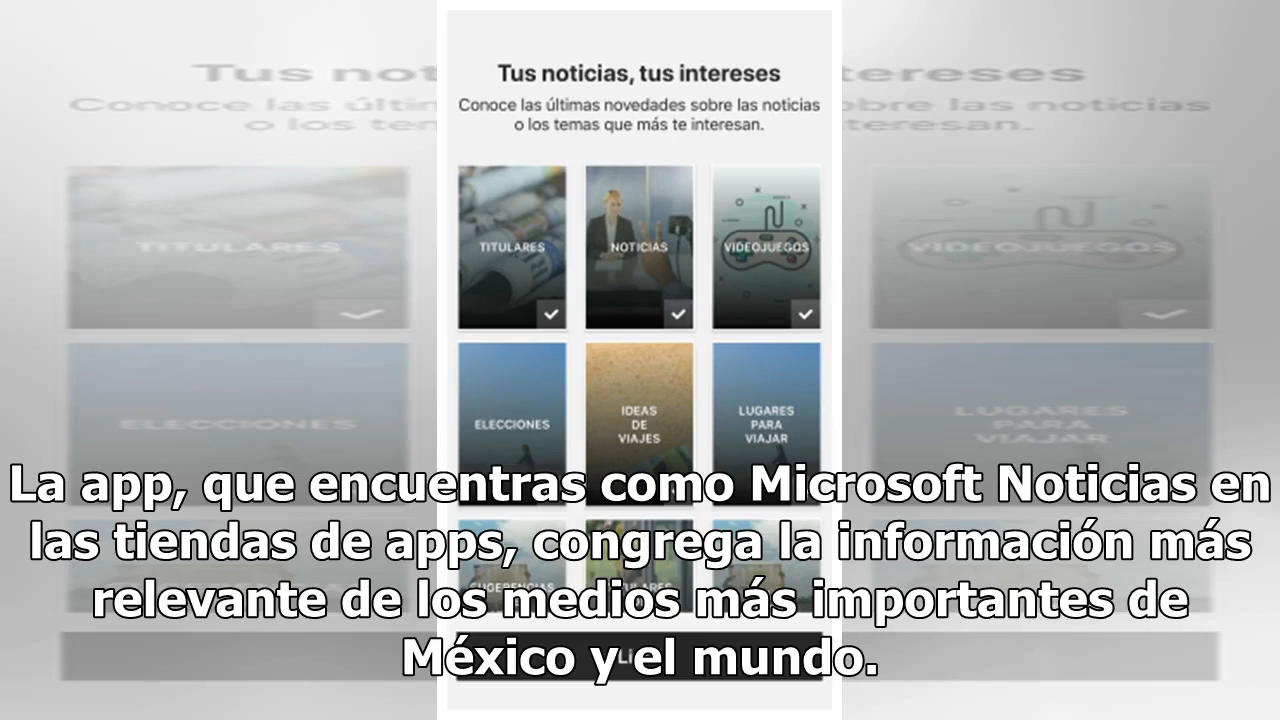 Tus noticias, tus intereses
Conoce las últimas novedades sobre las noticias
o los temas que más te interesan.
TITULARES
NOTICIAS
VIDEOJUEGOS
ELECCIONES
IDEAS
DE
VIAJES
LUGARES
PARA
VIAJAR
La app, que encuentras como Microsoft Noticias en
las tiendas de apps, congrega la información más
relevante de los medios más importantes de
México y el mundo.